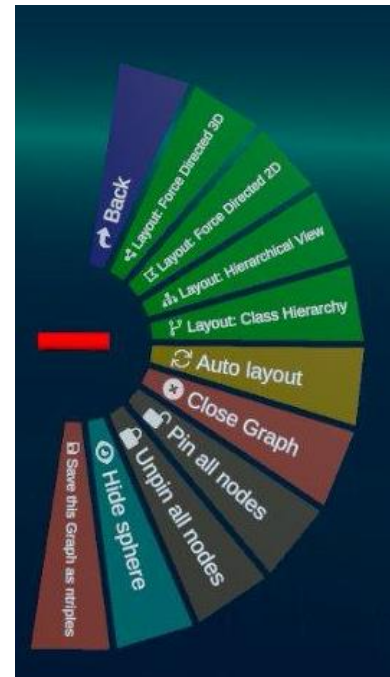 Back
Layout: Force Directed 3D
Layout: Force Directed 2D
Layout: Hierarchical View
Layout: Class Hierarchy
Auto layout
Close Graph
Pin all nodes
Unpin all nodes
Hide sphere
Save this Graph as ntriples